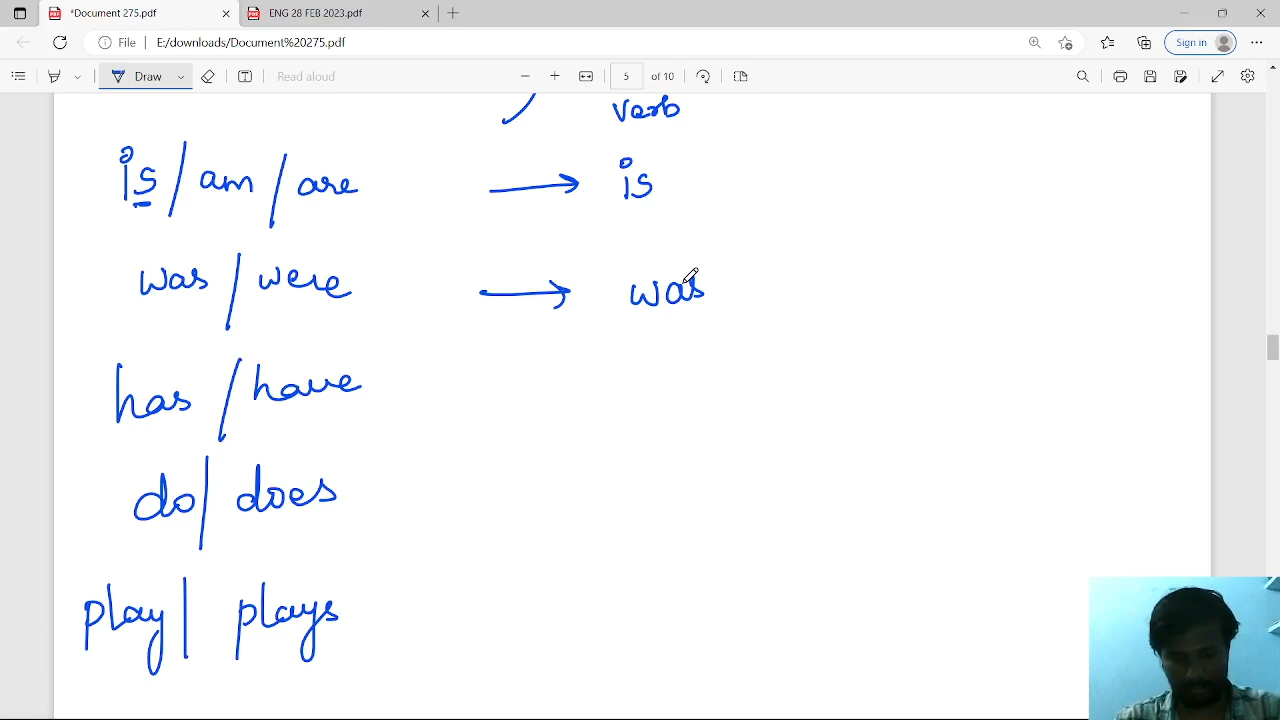 *Document 275.pdf
ENG 28 FEB 2023.pdf
File E:/downloads/Document%20275.pdf
Sign in
Draw
Read aloud
5 of 10
verb
is/am/are → is
was/were → was
has/have
do/does
play/plays